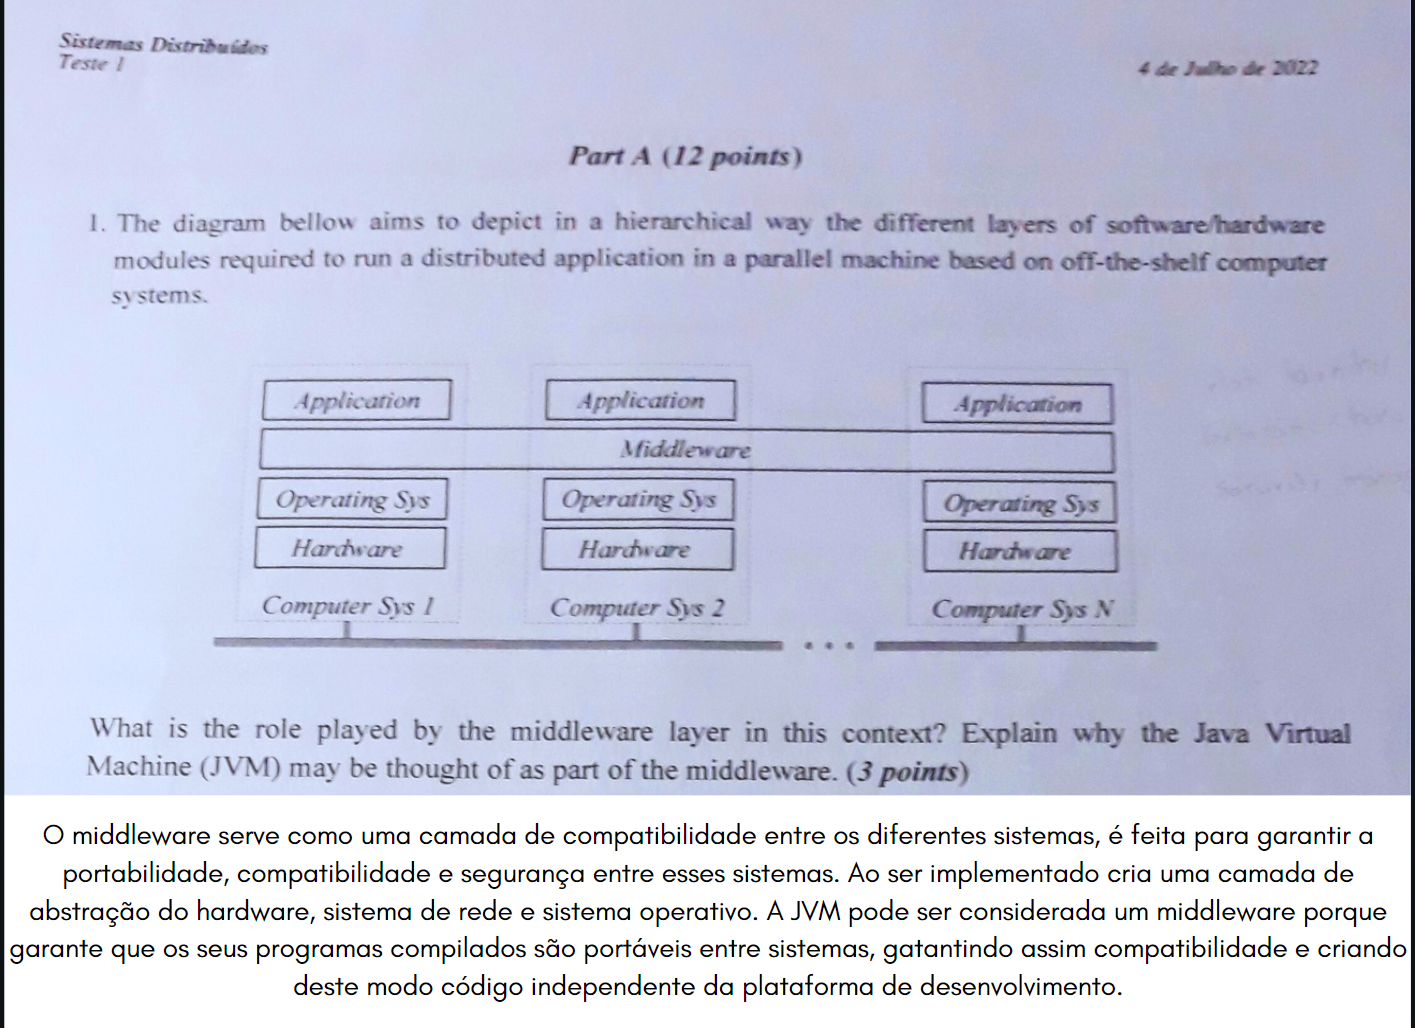 Sistemas Distribuídos
Teste 1
4 de Julho de 2022
Part A (12 points)
1. The diagram bellow aims to depict in a hierarchical way the different layers of software/hardware
modules required to run a distributed application in a parallel machine based on off-the-shelf computer
systems.
Application Application Application
Middleware
Operating Sys Operating Sys Operating Sys
Hardware Hardware Hardware
Computer Sys 1 Computer Sys 2 Computer Sys N
. . .
What is the role played by the middleware layer in this context? Explain why the Java Virtual
Machine (JVM) may be thought of as part of the middleware. (3 points)
O middleware serve como uma camada de compatibilidade entre os diferentes sistemas, é feita para garantir a
portabilidade, compatibilidade e segurança entre esses sistemas. Ao ser implementado cria uma camada de
abstração do hardware, sistema de rede e sistema operativo. A JVM pode ser considerada um middleware porque
garante que os seus programas compilados são portáveis entre sistemas, gatantindo assim compatibilidade e criando
deste modo código independente da plataforma de desenvolvimento.